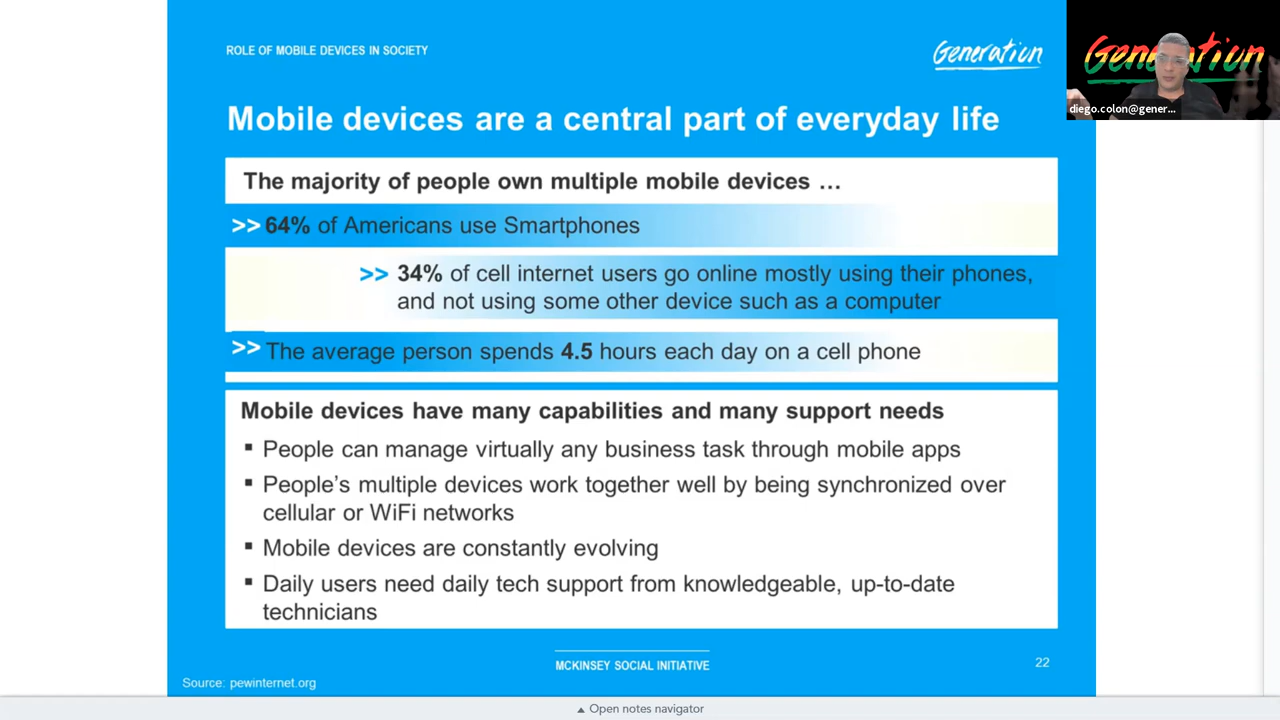 ROLE OF MOBILE DEVICES IN SOCIETY
Generation
Generation
diego.colon@gener...
Mobile devices are a central part of everyday life
The majority of people own multiple mobile devices …
>> 64% of Americans use Smartphones
>> 34% of cell internet users go online mostly using their phones,
and not using some other device such as a computer
>> The average person spends 4.5 hours each day on a cell phone
Mobile devices have many capabilities and many support needs
▪ People can manage virtually any business task through mobile apps
▪ People’s multiple devices work together well by being synchronized over
cellular or WiFi networks
▪ Mobile devices are constantly evolving
▪ Daily users need daily tech support from knowledgeable, up-to-date
technicians
MCKINSEY SOCIAL INITIATIVE
22
Source: pewinternet.org
▲ Open notes navigator